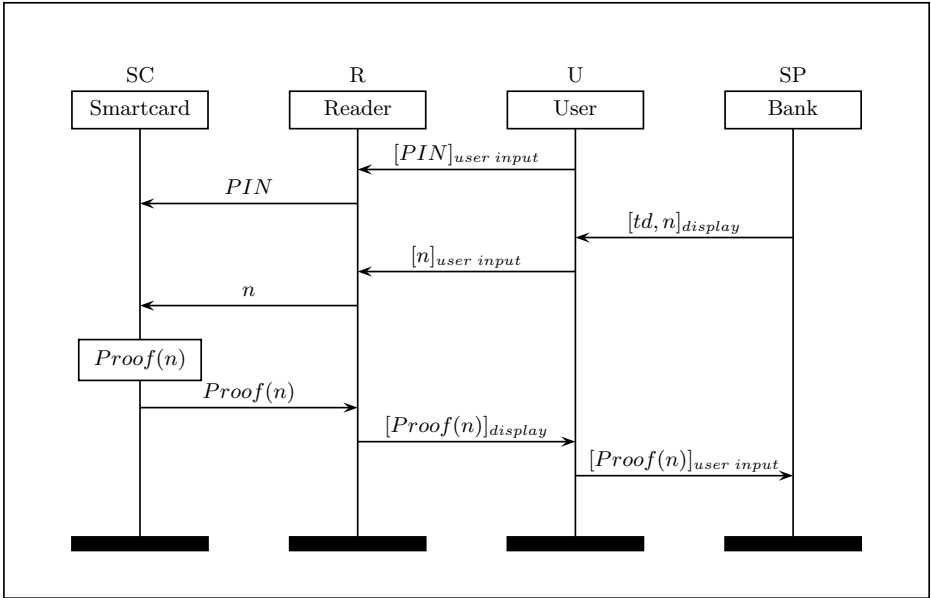 SC R U SP
Smartcard Reader User Bank
[PIN]user input
PIN
[td, n]display
[n]user input
n
Proof(n)
Proof(n)
[Proof(n)]display
[Proof(n)]user input